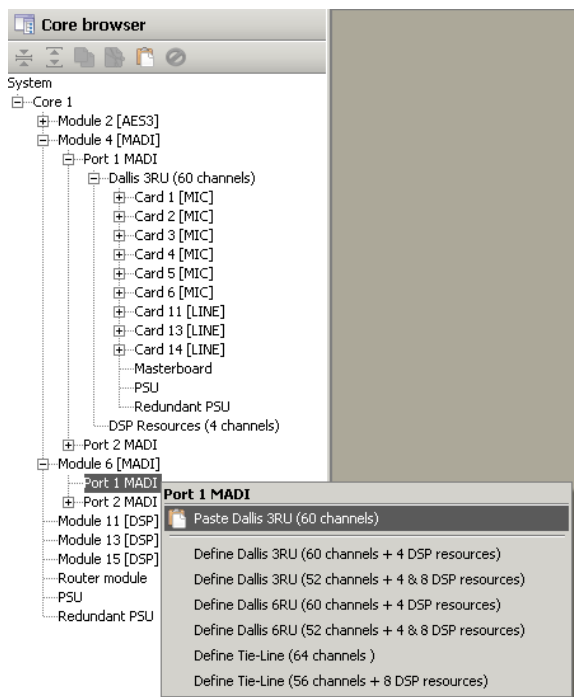 Core browser
System
Core 1
Module 2 [AES3]
Module 4 [MADI]
Port 1 MADI
Dallis 3RU (60 channels)
Card 1 [MIC]
Card 2 [MIC]
Card 3 [MIC]
Card 4 [MIC]
Card 5 [MIC]
Card 6 [MIC]
Card 11 [LINE]
Card 13 [LINE]
Card 14 [LINE]
Masterboard
PSU
Redundant PSU
DSP Resources (4 channels)
Port 2 MADI
Module 6 [MADI]
Port 1 MADI
Port 2 MADI
Module 11 [DSP]
Module 13 [DSP]
Module 15 [DSP]
Router module
PSU
Redundant PSU
Port 1 MADI
Paste Dallis 3RU (60 channels)
Define Dallis 3RU (60 channels + 4 DSP resources)
Define Dallis 3RU (52 channels + 4 & 8 DSP resources)
Define Dallis 6RU (60 channels + 4 DSP resources)
Define Dallis 6RU (52 channels + 4 & 8 DSP resources)
Define Tie-Line (64 channels )
Define Tie-Line (56 channels + 8 DSP resources)